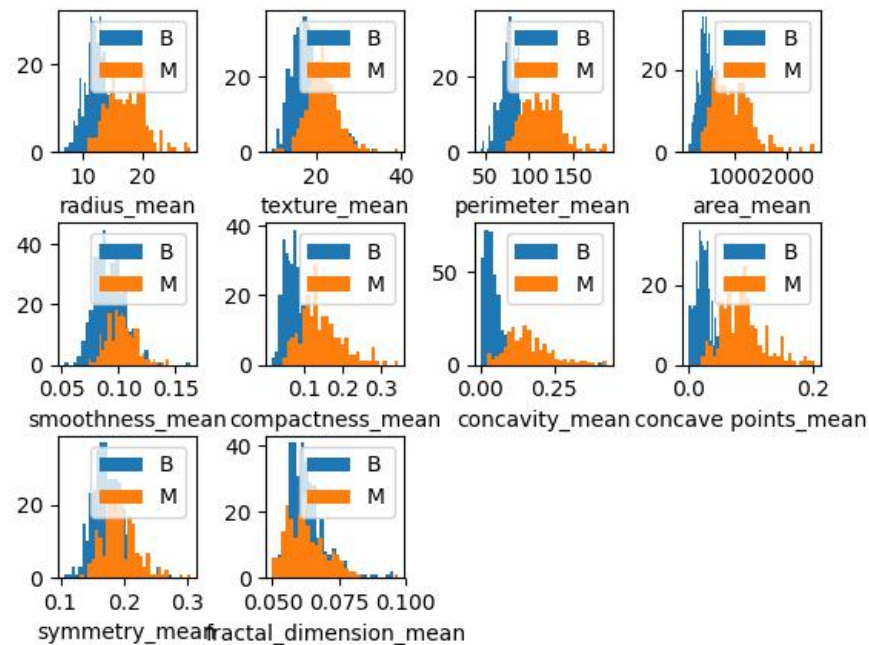 B
M
20
0
10 20
radius_mean
B
M
20
0
20 40
texture_mean
B
M
20
0
50 100 150
perimeter_mean
B
M
20
0
1000 2000
area_mean
B
M
40
20
0
0.05 0.10 0.15
smoothness_mean
B
M
40
20
0
0.1 0.2 0.3
compactness_mean
B
M
50
0
0.00 0.25
concavity_mean
B
M
20
0
0.0 0.2
concave points_mean
B
M
20
0
0.1 0.2 0.3
symmetry_mean
B
M
40
20
0
0.050 0.075 0.100
fractal_dimension_mean